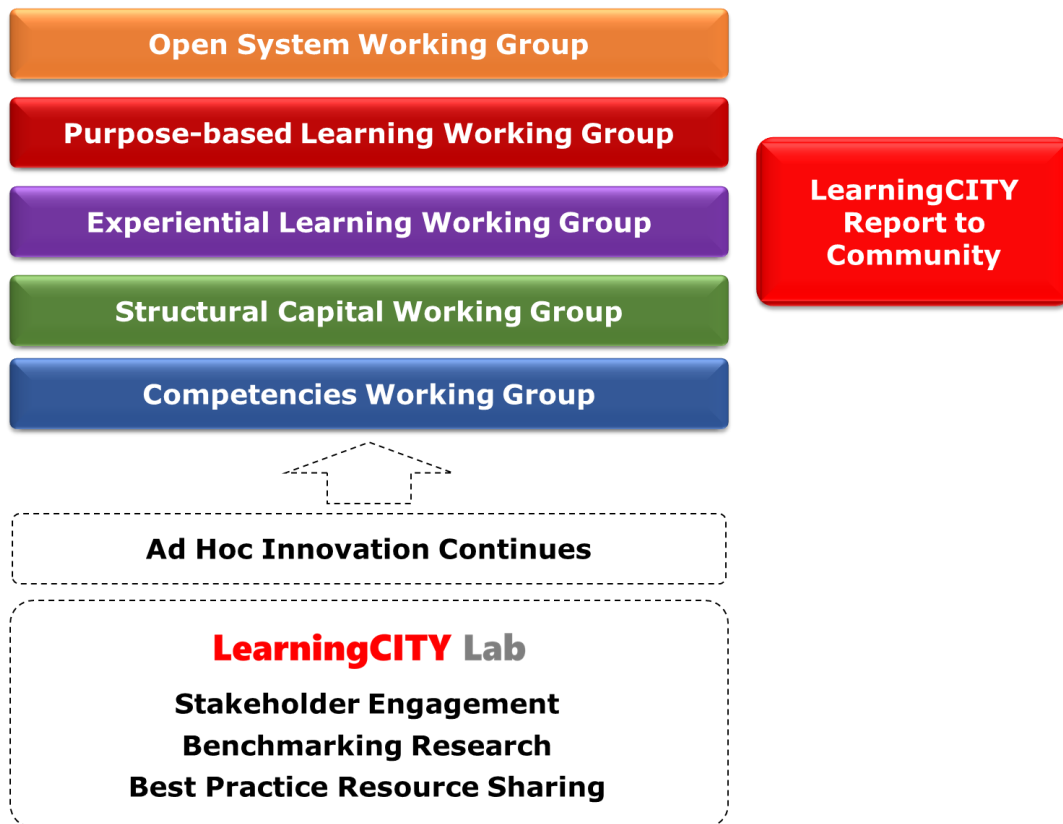 Open System Working Group
Purpose-based Learning Working Group
Experiential Learning Working Group
Structural Capital Working Group
Competencies Working Group
LearningCITY
Report to
Community
Ad Hoc Innovation Continues
LearningCITY Lab
Stakeholder Engagement
Benchmarking Research
Best Practice Resource Sharing